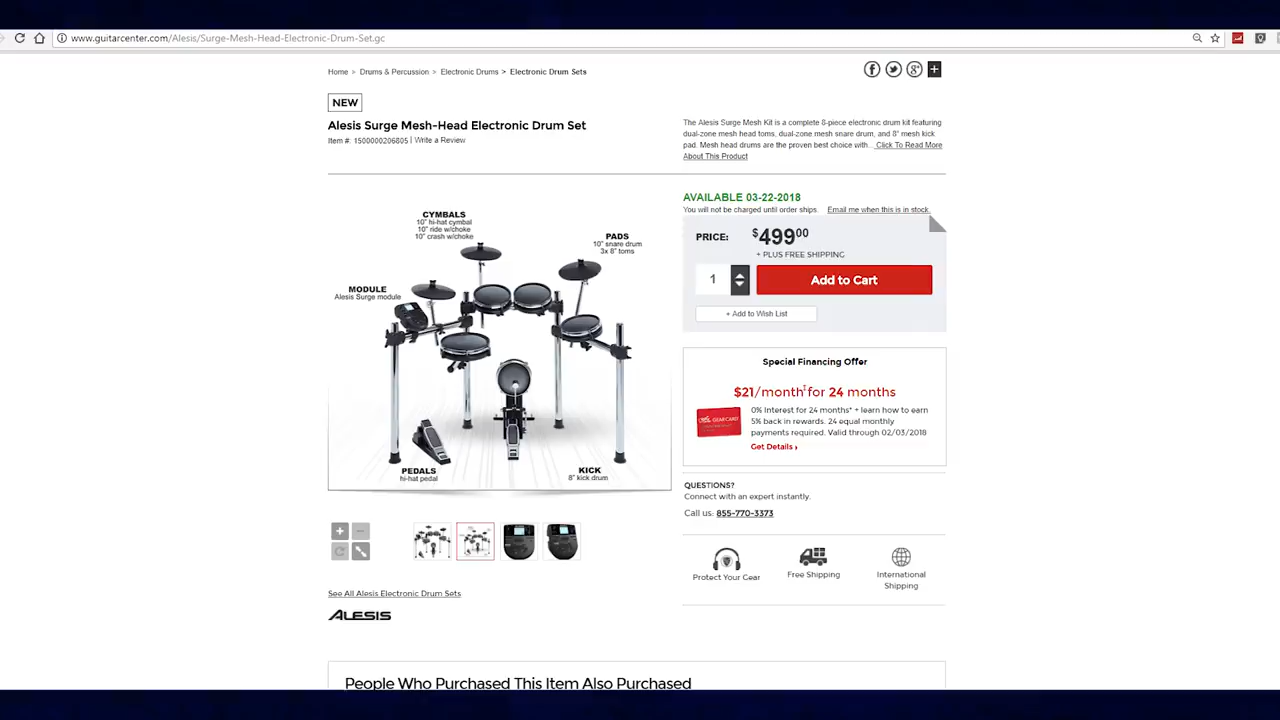 www.guitarcenter.com/Alesis/Surge-Mesh-Head-Electronic-Drum-Set.gc
Home > Drums & Percussion > Electronic Drums > Electronic Drum Sets
NEW
Alesis Surge Mesh-Head Electronic Drum Set
Item #: 1500000206805 | Write a Review
The Alesis Surge Mesh Kit is a complete 8-piece electronic drum kit featuring
dual-zone mesh head toms, dual-zone mesh snare drum, and 8" mesh kick
pad. Mesh head drums are the proven best choice with... Click To Read More
About This Product
AVAILABLE 03-22-2018
You will not be charged until order ships. Email me when this is in stock.
PRICE: $499.00
+ PLUS FREE SHIPPING
1
Add to Cart
+ Add to Wish List
CYMBALS
10" hi-hat cymbal
10" ride w/choke
10" crash w/choke
PADS
10" snare drum
3x 8" toms
MODULE
Alesis Surge module
PEDALS
hi-hat pedal
KICK
8" kick drum
Special Financing Offer
$21/month for 24 months
0% Interest for 24 months* + learn how to earn
5% back in rewards. 24 equal monthly
payments required. Valid through 02/03/2018
Get Details ›
QUESTIONS?
Connect with an expert instantly.
Call us: 855-770-3373
Protect Your Gear
Free Shipping
International
Shipping
See All Alesis Electronic Drum Sets
ALESIS
People Who Purchased This Item Also Purchased